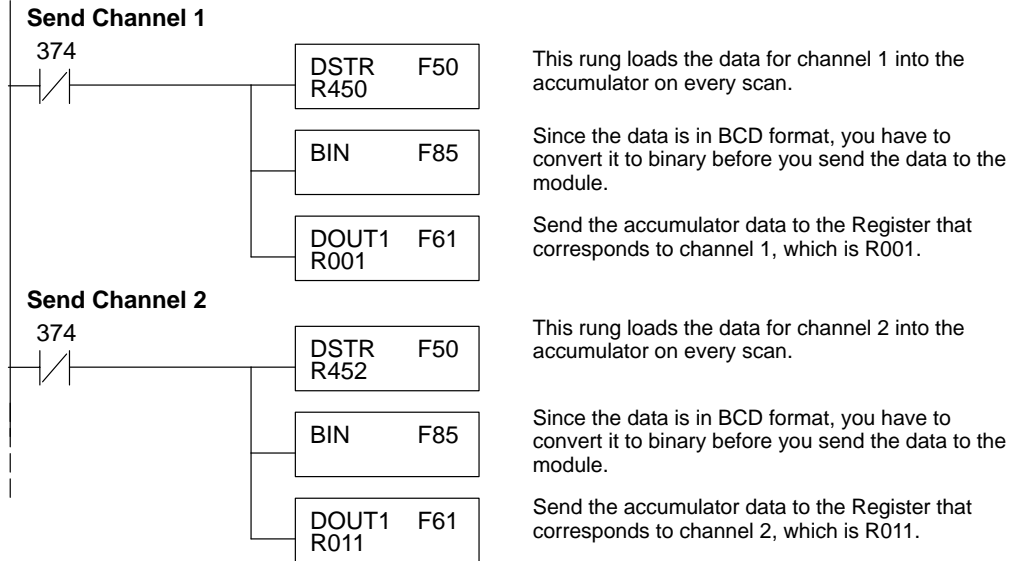 Send Channel 1
374
DSTR F50
R450
This rung loads the data for channel 1 into the
accumulator on every scan.
BIN F85
Since the data is in BCD format, you have to
convert it to binary before you send the data to the
module.
DOUT1 F61
R001
Send the accumulator data to the Register that
corresponds to channel 1, which is R001.
Send Channel 2
374
DSTR F50
R452
This rung loads the data for channel 2 into the
accumulator on every scan.
BIN F85
Since the data is in BCD format, you have to
convert it to binary before you send the data to the
module.
DOUT1 F61
R011
Send the accumulator data to the Register that
corresponds to channel 2, which is R011.